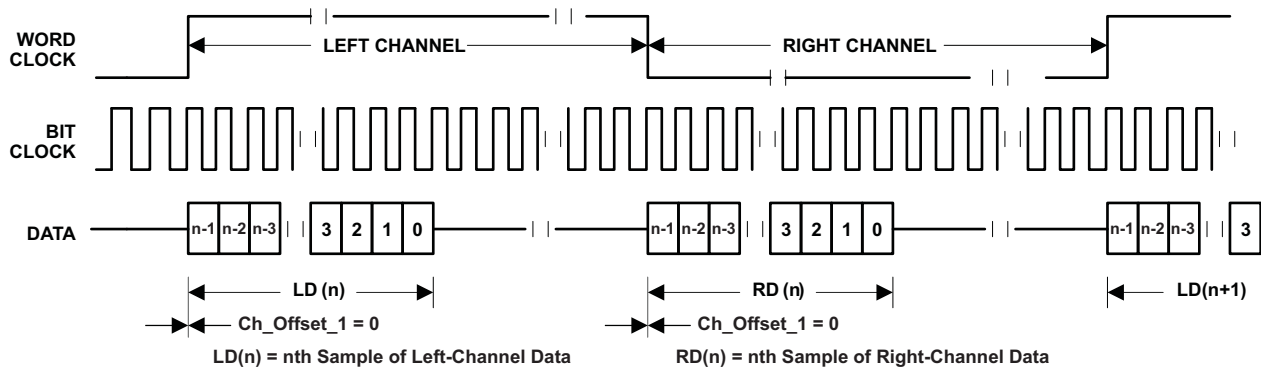 WORD
CLOCK
LEFT CHANNEL
RIGHT CHANNEL
BIT
CLOCK
DATA
n-1 n-2 n-3 3 2 1 0 n-1 n-2 n-3 3 2 1 0 n-1 n-2 n-3 3
LD (n) RD (n) LD(n+1)
Ch_Offset_1 = 0 Ch_Offset_1 = 0
LD(n) = nth Sample of Left-Channel Data RD(n) = nth Sample of Right-Channel Data